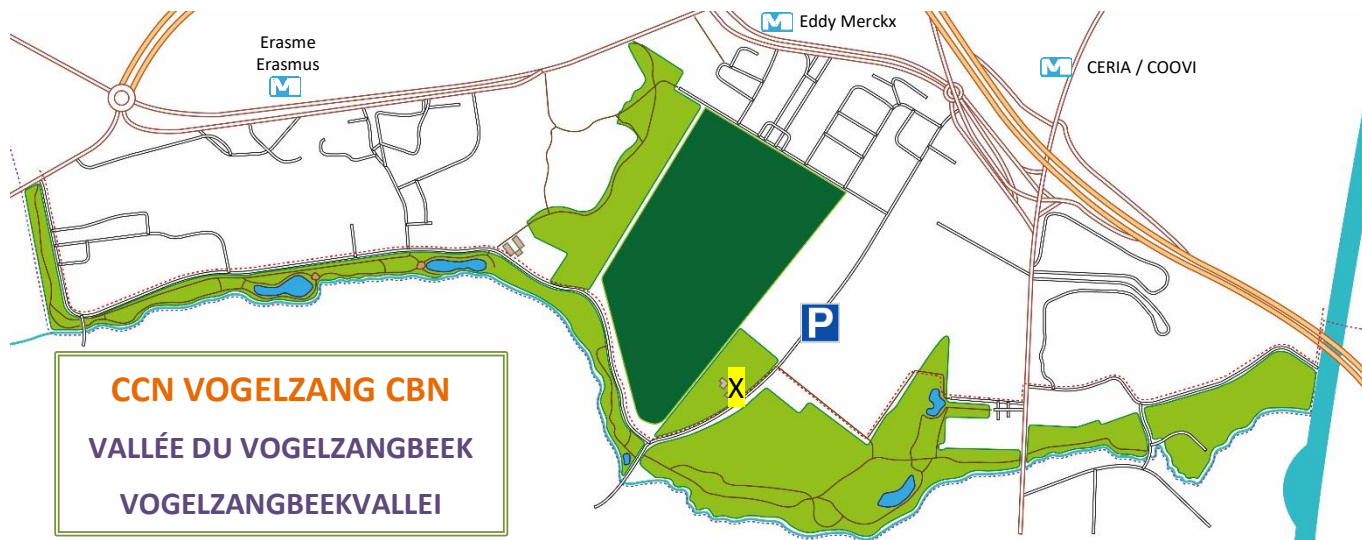 Erasme
Erasmus
M
M Eddy Merckx
M CERIA / COOVI
P
X
CCN VOGELZANG CBN
VALLÉE DU VOGELZANGBEEK
VOGELZANGBEEKVALLEI